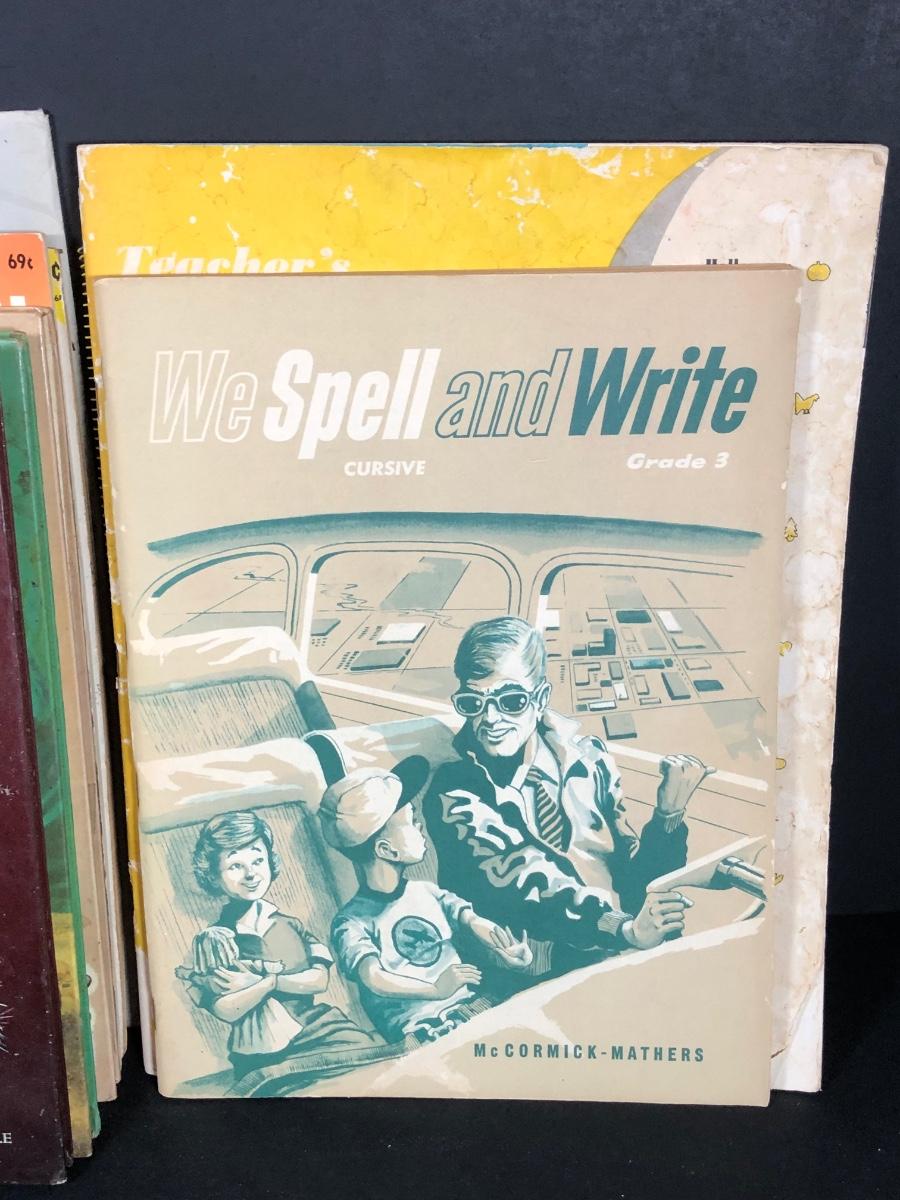 69¢
Teacher's
We Spell and Write
CURSIVE
Grade 3
McCORMICK-MATHERS